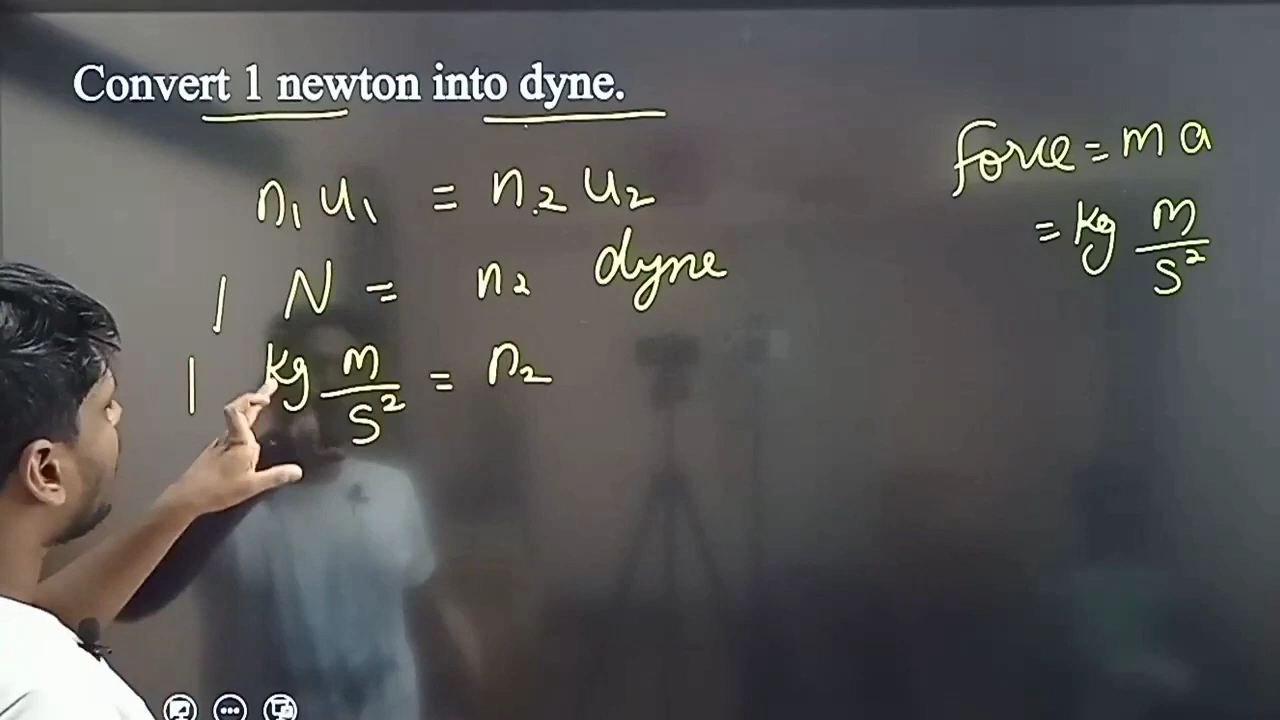 Convert 1 newton into dyne.
n₁ u₁ = n₂ u₂
1 N = n₂ dyne
1 kg m/s² = n₂
force = m a
= kg m/s²